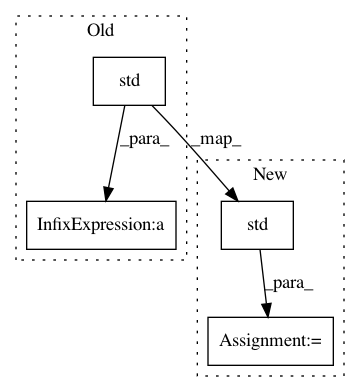 Old
std
_para_
_map_
New
InfixExpression:a
std
_para_
Assignment:=